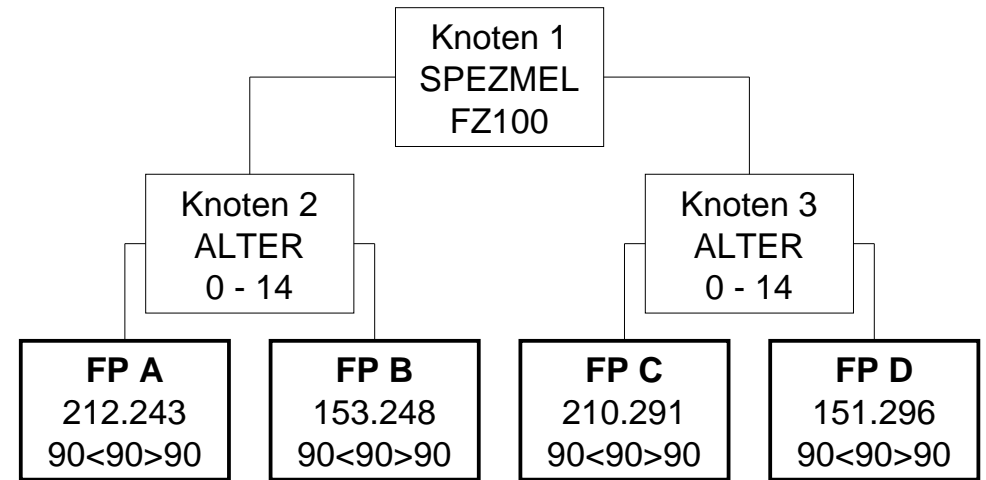 Knoten 1
SPEZMEL
FZ100
Knoten 2
ALTER
0 - 14
Knoten 3
ALTER
0 - 14
FP A
212.243
90<90>90
FP B
153.248
90<90>90
FP C
210.291
90<90>90
FP D
151.296
90<90>90